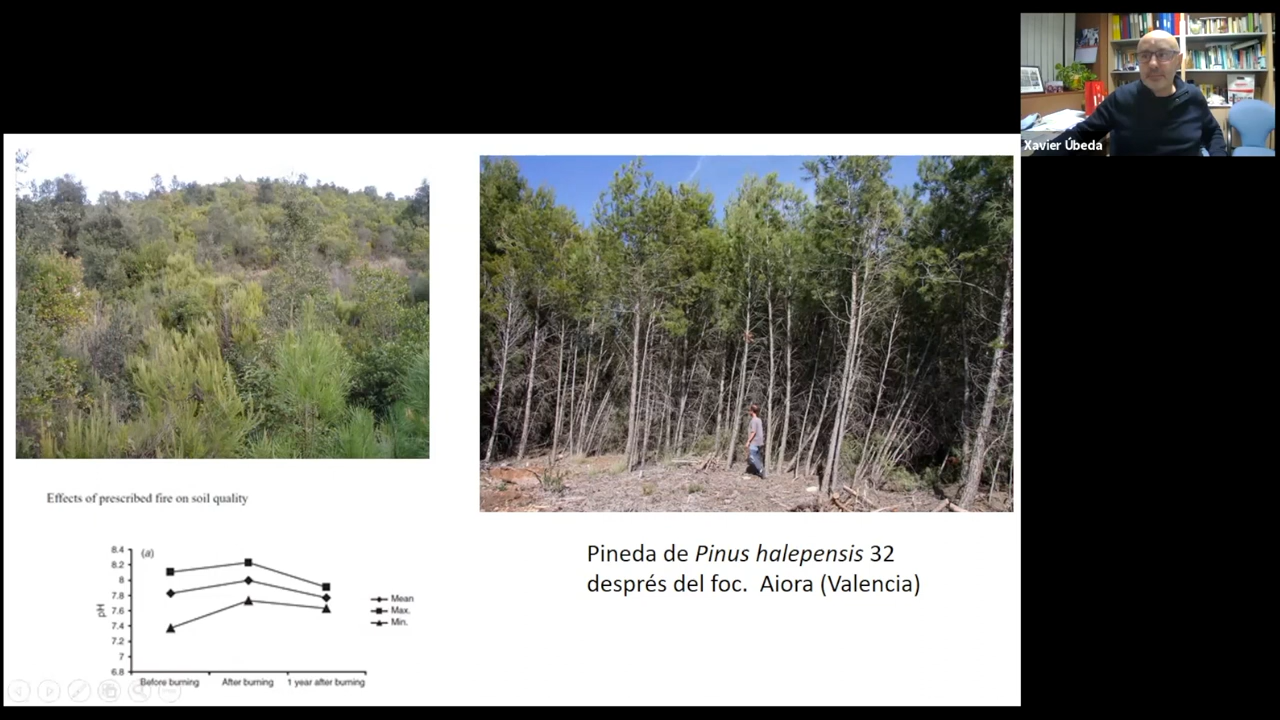 Xavier Úbeda
Effects of prescribed fire on soil quality
(a)
8.4
8.2
8
7.8
7.6
7.4
7.2
7
6.8
pH
Mean
Max.
Min.
Before burning
After burning
1 year after burning
Pineda de Pinus halepensis 32
després del foc.  Aiora (Valencia)